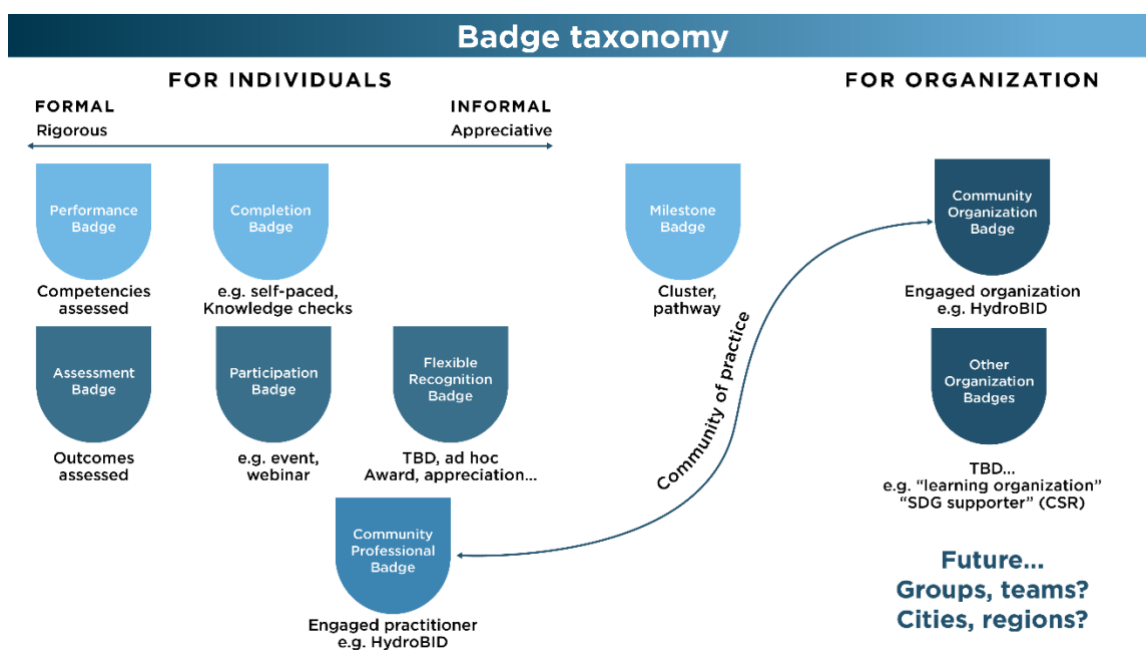 Badge taxonomy
FOR INDIVIDUALS
FOR ORGANIZATION
FORMAL
Rigorous
INFORMAL
Appreciative
Performance
Badge
Competencies
assessed
Completion
Badge
e.g. self-paced,
Knowledge checks
Milestone
Badge
Cluster,
pathway
Community
Organization
Badge
Engaged organization
e.g. HydroBID
Assessment
Badge
Outcomes
assessed
Participation
Badge
e.g. event,
webinar
Flexible
Recognition
Badge
TBD, ad hoc
Award, appreciation...
Community of practice
Other
Organization
Badges
TBD...
e.g. “learning organization”
“SDG supporter” (CSR)
Community
Professional
Badge
Engaged practitioner
e.g. HydroBID
Future...
Groups, teams?
Cities, regions?